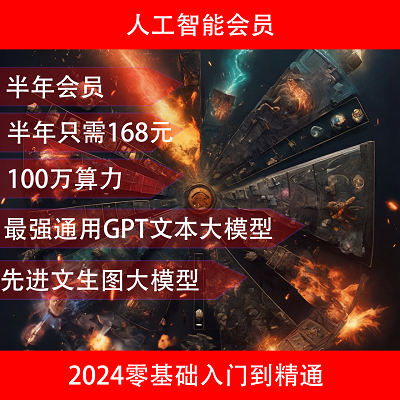 人工智能会员
半年会员
半年只需168元
100万算力
最强通用GPT文本大模型
先进文生图大模型
2024零基础入门到精通